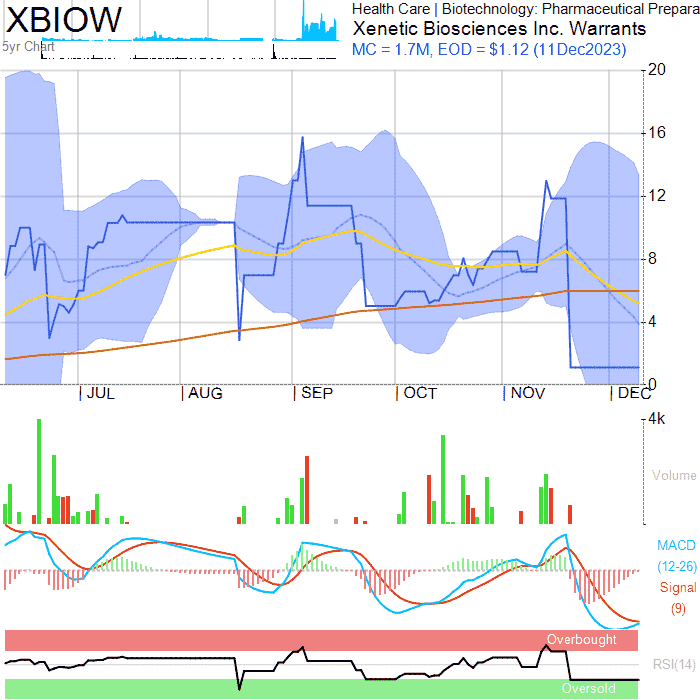 XBIOW
5yr Chart
Health Care | Biotechnology: Pharmaceutical Prepara
Xenetic Biosciences Inc. Warrants
MC = 1.7M, EOD = $1.12 (11Dec2023)
20
16
12
8
4
0
JUL AUG SEP OCT NOV DEC
4k
Volume
MACD
(12-26)
Signal
(9)
Overbought
RSI(14)
Oversold